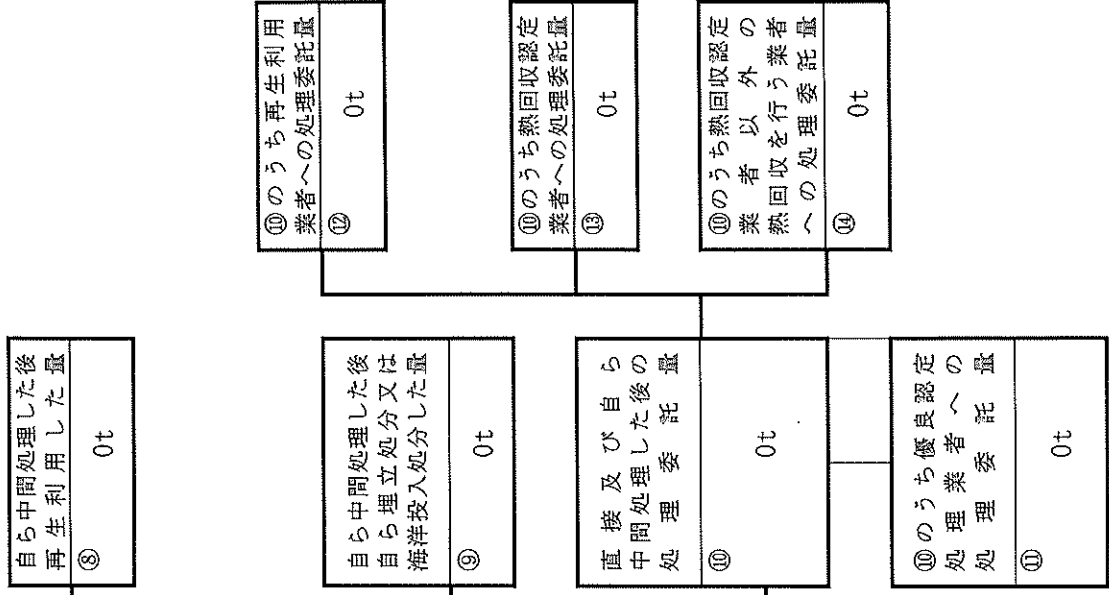 自ら中間処理した後
再生利用した量
⑧
0t
自ら中間処理した後
自ら埋立処分又は
海洋投入処分した量
⑨
0t
直接及び自ら
中間処理した後の
処理委託量
⑩
0t
⑩のうち優良認定
処理業者への
処理委託量
⑪
0t
⑩のうち再生利用
業者への処理委託量
⑫
0t
⑩のうち熱回収認定
業者への処理委託量
⑬
0t
⑩のうち熱回収認定
業者以外の
熱回収を行う業者
への処理委託量
⑭
0t